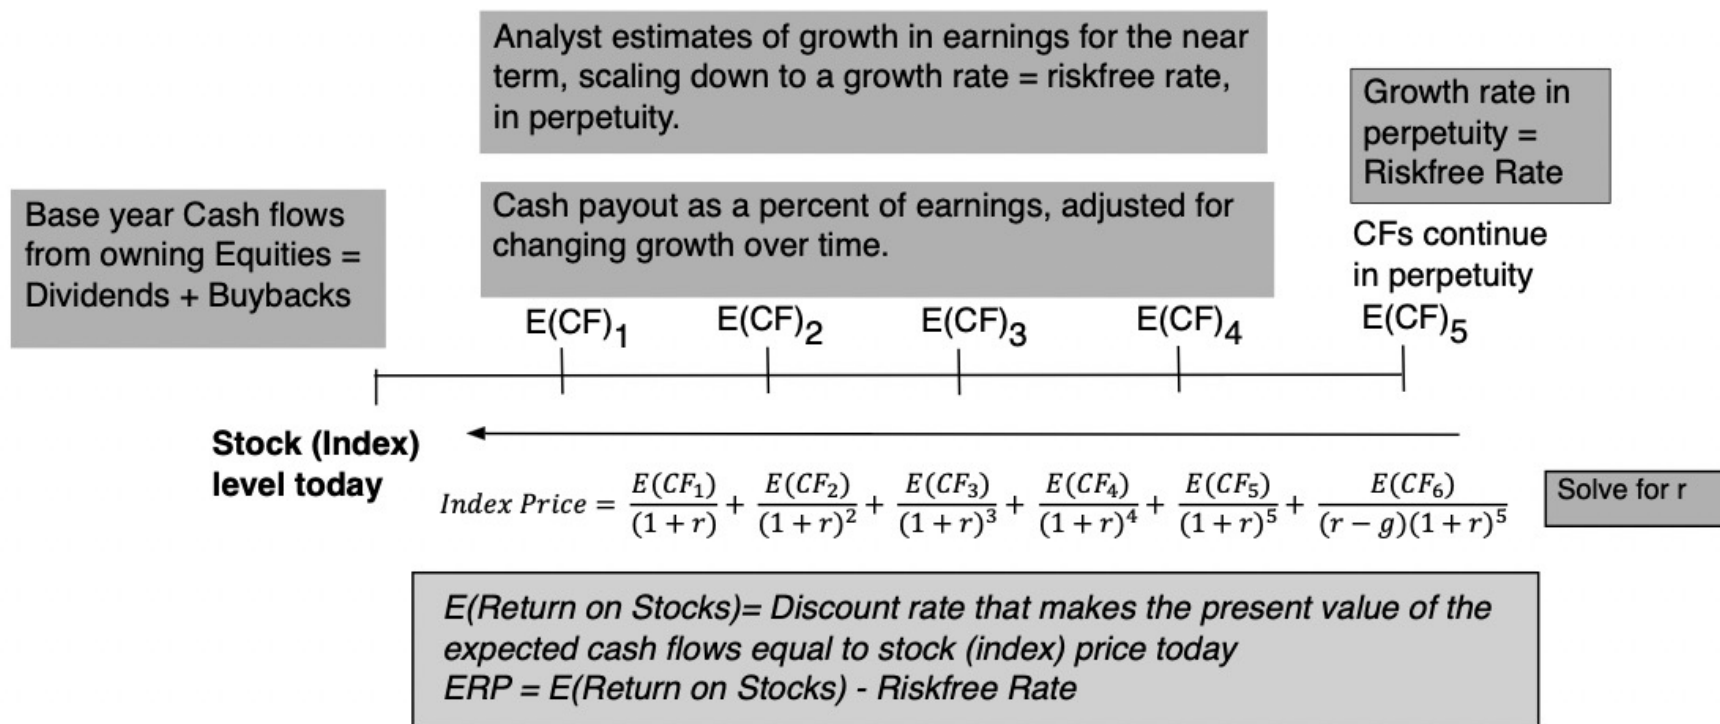 Analyst estimates of growth in earnings for the near
term, scaling down to a growth rate = riskfree rate,
in perpetuity.
Growth rate in
perpetuity =
Riskfree Rate
Base year Cash flows
from owning Equities =
Dividends + Buybacks
Cash payout as a percent of earnings, adjusted for
changing growth over time.
CFs continue
in perpetuity
E(CF)₁ E(CF)₂ E(CF)₃ E(CF)₄ E(CF)₅
Stock (Index)
level today
Index Price = E(CF₁)/(1 + r) + E(CF₂)/(1 + r)² + E(CF₃)/(1 + r)³ + E(CF₄)/(1 + r)⁴ + E(CF₅)/(1 + r)⁵ + E(CF₆)/(r − g)(1 + r)⁵
Solve for r
E(Return on Stocks)= Discount rate that makes the present value of the
expected cash flows equal to stock (index) price today
ERP = E(Return on Stocks) - Riskfree Rate